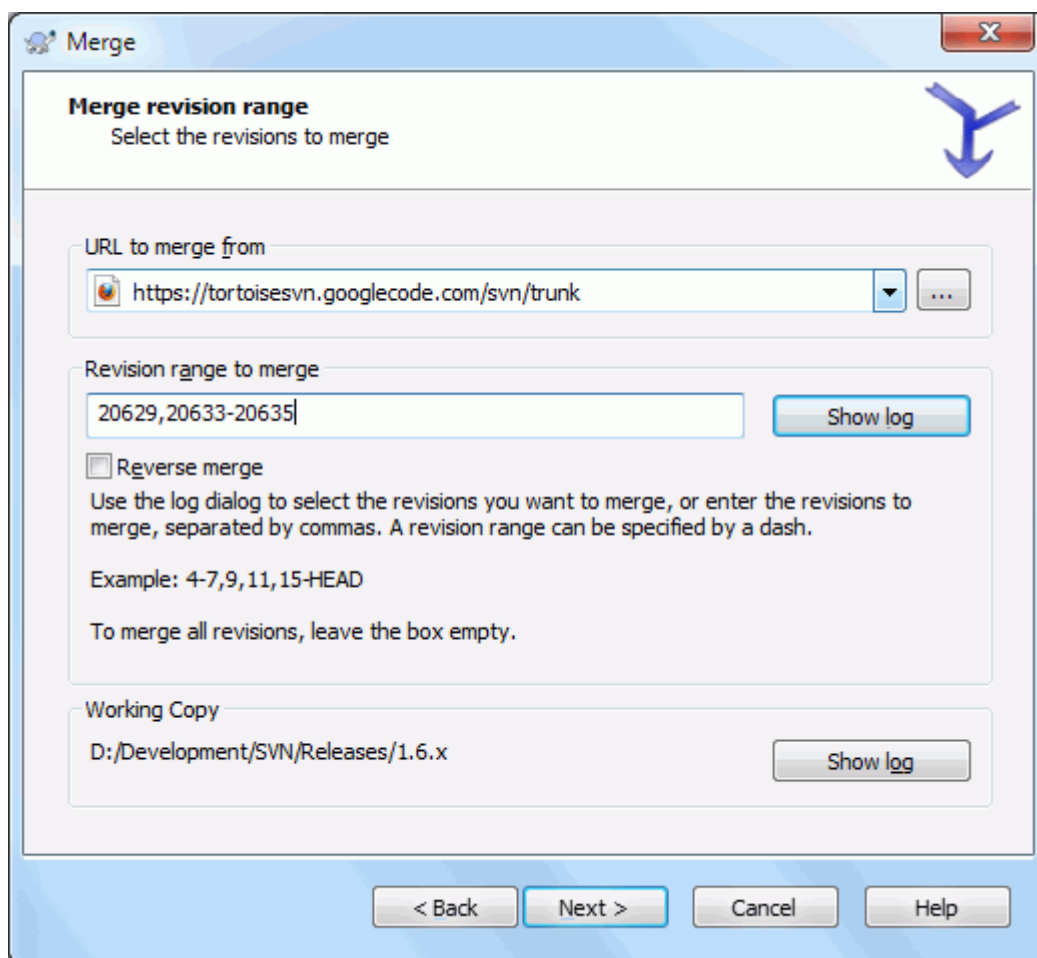 Merge
Merge revision range
Select the revisions to merge
URL to merge from
https://tortoisesvn.googlecode.com/svn/trunk
...
Revision range to merge
20629,20633-20635
Show log
Reverse merge
Use the log dialog to select the revisions you want to merge, or enter the revisions to
merge, separated by commas. A revision range can be specified by a dash.
Example: 4-7,9,11,15-HEAD
To merge all revisions, leave the box empty.
Working Copy
D:/Development/SVN/Releases/1.6.x
Show log
< Back
Next >
Cancel
Help